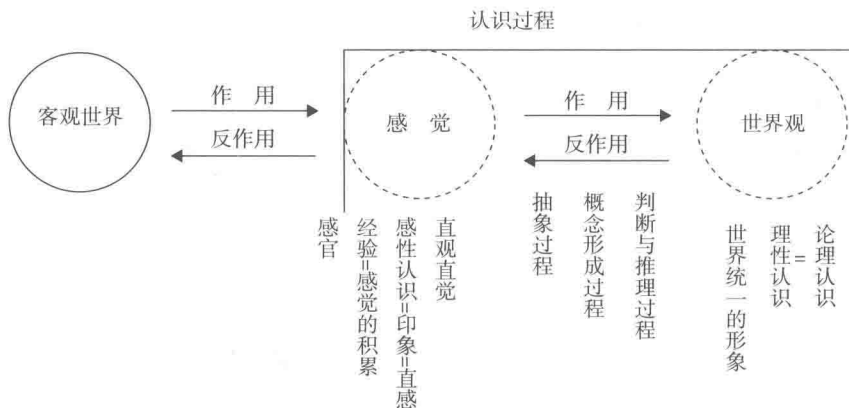 认识过程
客观世界
作 用
反作用
感 觉
作 用
反作用
世界观
感官
经验=感觉的积累
感性认识=印象=直感
直观直觉
抽象过程
概念形成过程
判断与推理过程
世界统一的形象
理性认识
=
论理认识